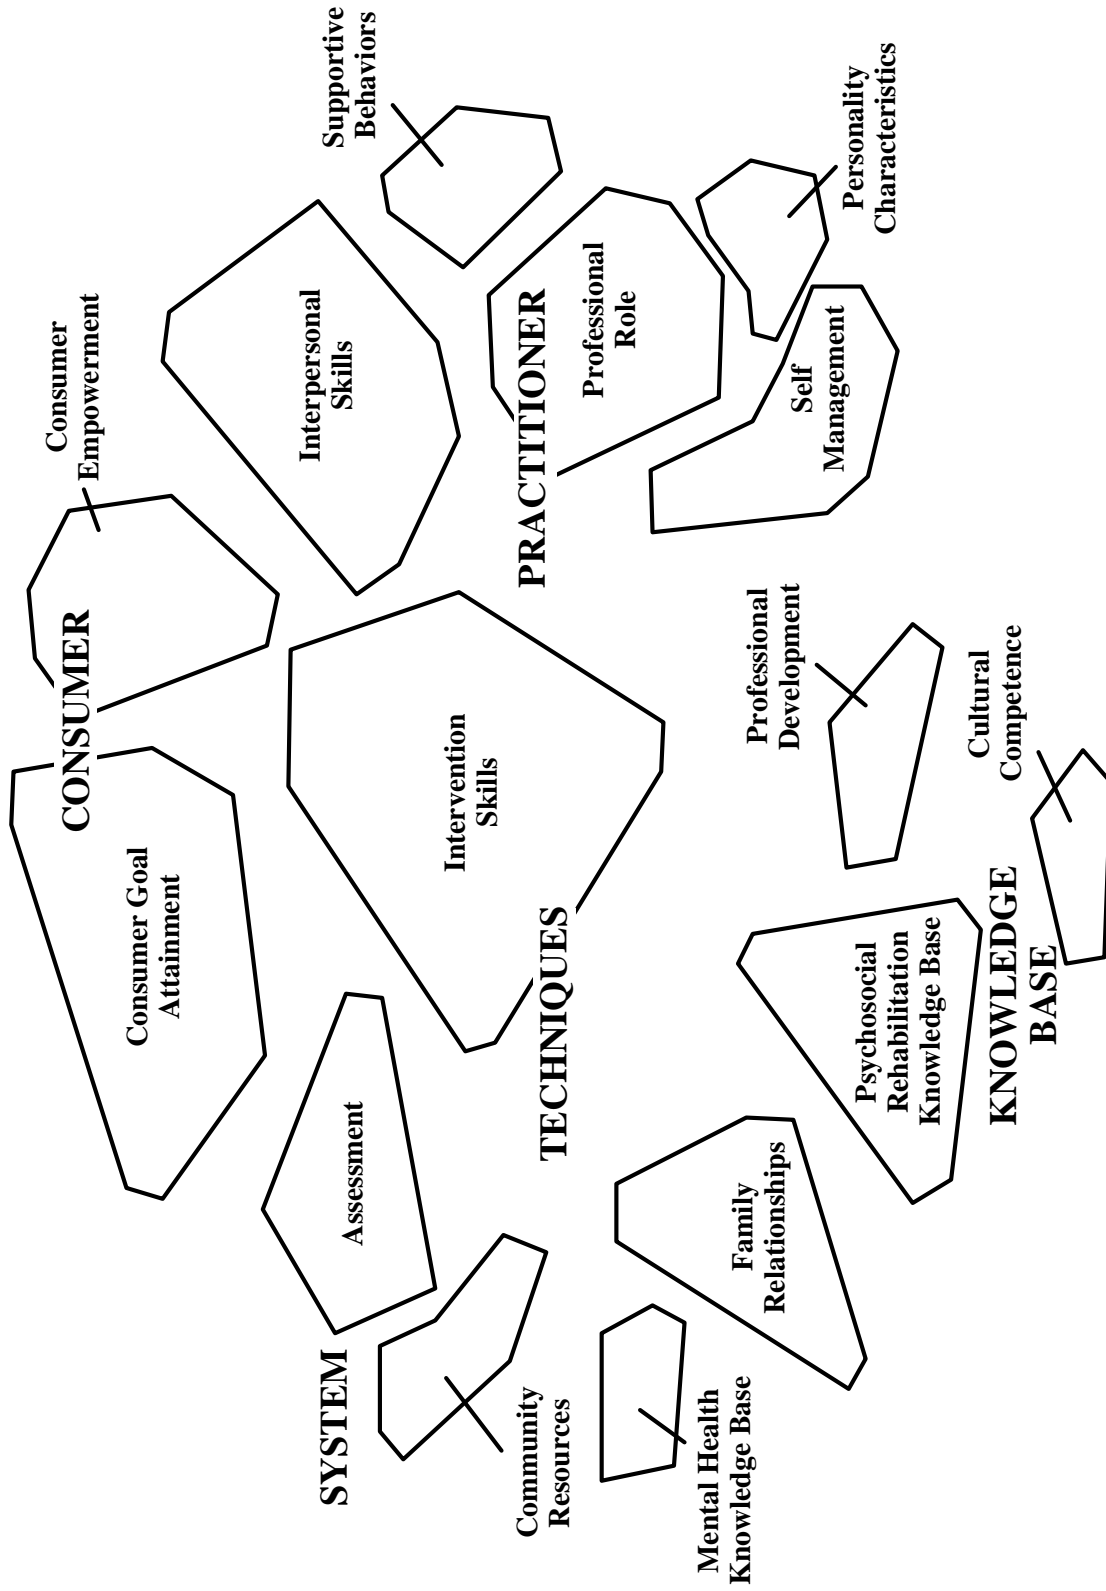 Consumer Goal
Attainment
CONSUMER
Consumer
Empowerment
Assessment
Interpersonal
Skills
Supportive
Behaviors
SYSTEM
Intervention
Skills
Community
Resources
TECHNIQUES
PRACTITIONER
Professional
Role
Mental Health
Knowledge Base
Family
Relationships
Professional
Development
Self
Management
Personality
Characteristics
Psychosocial
Rehabilitation
Knowledge Base
Cultural
Competence
KNOWLEDGE
BASE